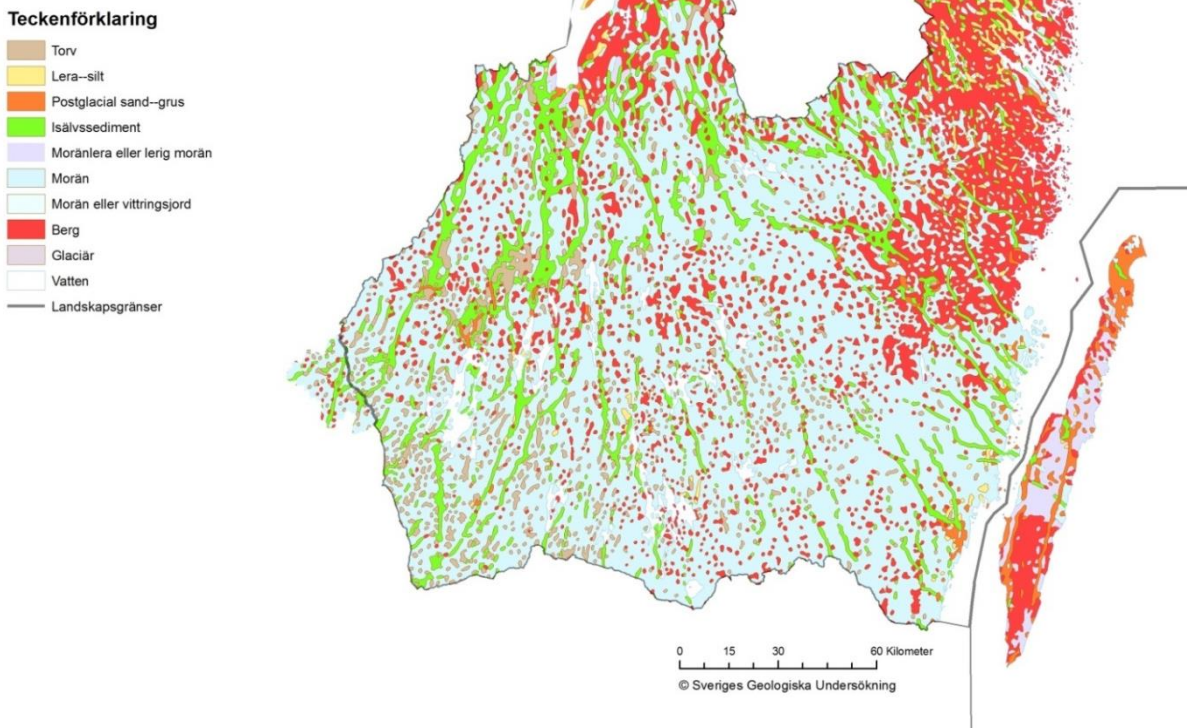 Teckenförklaring
Torv
Lera--silt
Postglacial sand--grus
Isälvssediment
Moränlera eller lerig morän
Morän
Morän eller vittringsjord
Berg
Glaciär
Vatten
Landskapsgränser
0 15 30 60 Kilometer
© Sveriges Geologiska Undersökning